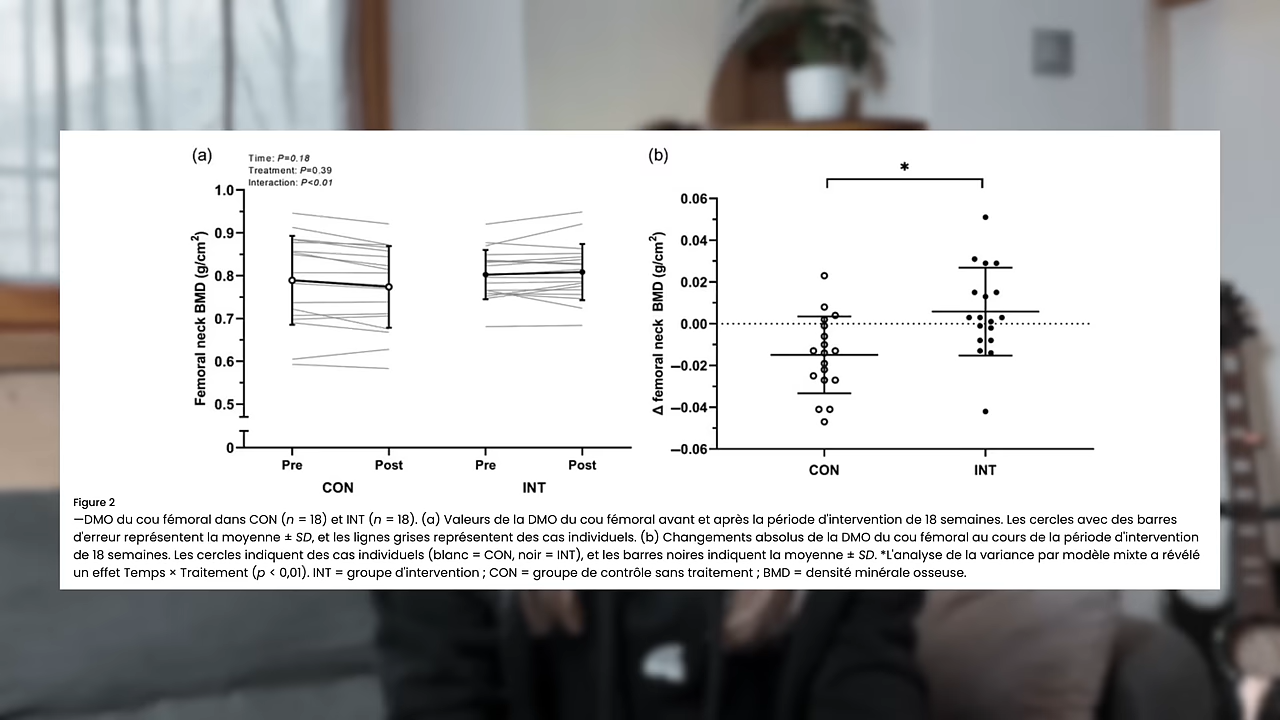 (a)
Time: P=0.18
Treatment: P=0.39
Interaction: P<0.01
1.0
0.9
0.8
0.7
0.6
0.5
0
Femoral neck BMD (g/cm²)
Pre
Post
Pre
Post
CON
INT
(b)
*
0.06
0.04
0.02
0.00
−0.02
−0.04
−0.06
Δ femoral neck BMD (g/cm²)
CON
INT
Figure 2
—DMO du cou fémoral dans CON (n = 18) et INT (n = 18). (a) Valeurs de la DMO du cou fémoral avant et après la période d'intervention de 18 semaines. Les cercles avec des barres
d'erreur représentent la moyenne ± SD, et les lignes grises représentent des cas individuels. (b) Changements absolus de la DMO du cou fémoral au cours de la période d'intervention
de 18 semaines. Les cercles indiquent des cas individuels (blanc = CON, noir = INT), et les barres noires indiquent la moyenne ± SD. *L'analyse de la variance par modèle mixte a révélé
un effet Temps × Traitement (p < 0,01). INT = groupe d'intervention ; CON = groupe de contrôle sans traitement ; BMD = densité minérale osseuse.